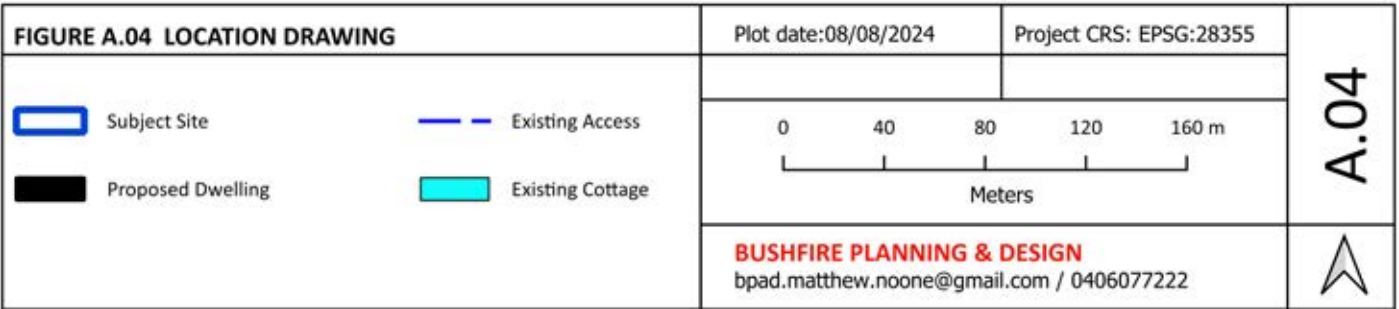 FIGURE A.04 LOCATION DRAWING
Plot date:08/08/2024
Project CRS: EPSG:28355
A.04
Subject Site
Existing Access
Proposed Dwelling
Existing Cottage
0 40 80 120 160 m
Meters
BUSHFIRE PLANNING & DESIGN
bpad.matthew.noone@gmail.com / 0406077222